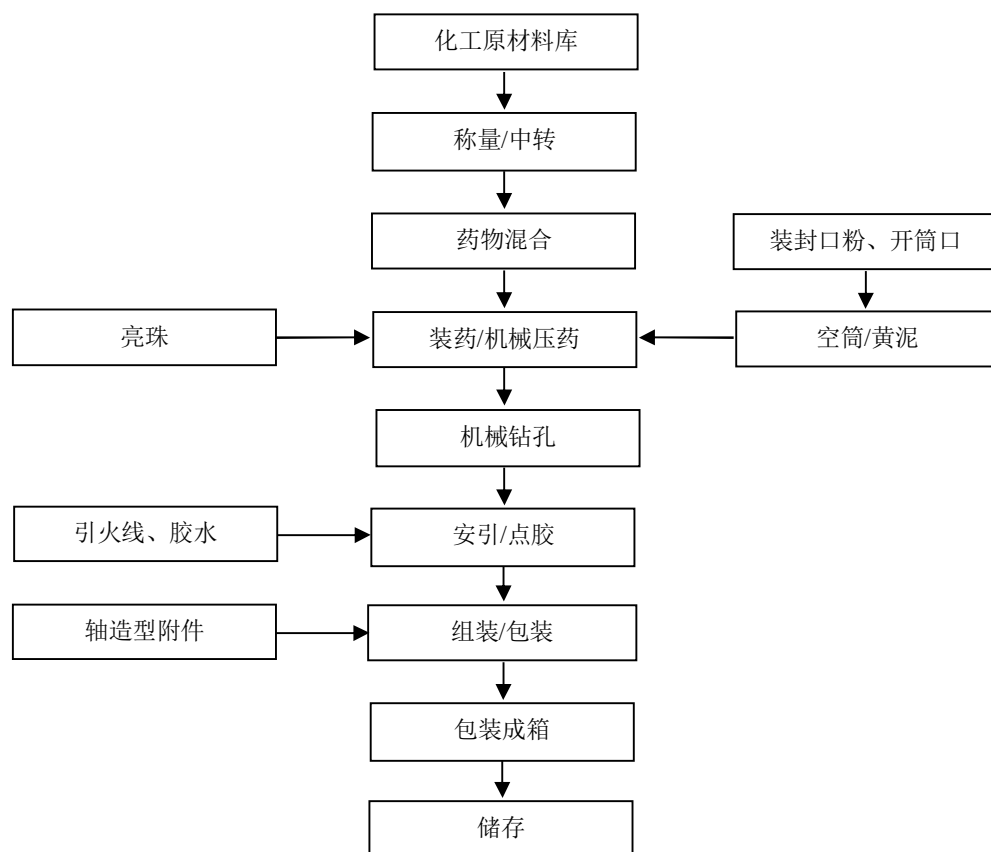 化工原材料库
称量/中转
药物混合
装封口粉、开筒口
亮珠
装药/机械压药
空筒/黄泥
机械钻孔
引火线、胶水
安引/点胶
轴造型附件
组装/包装
包装成箱
储存